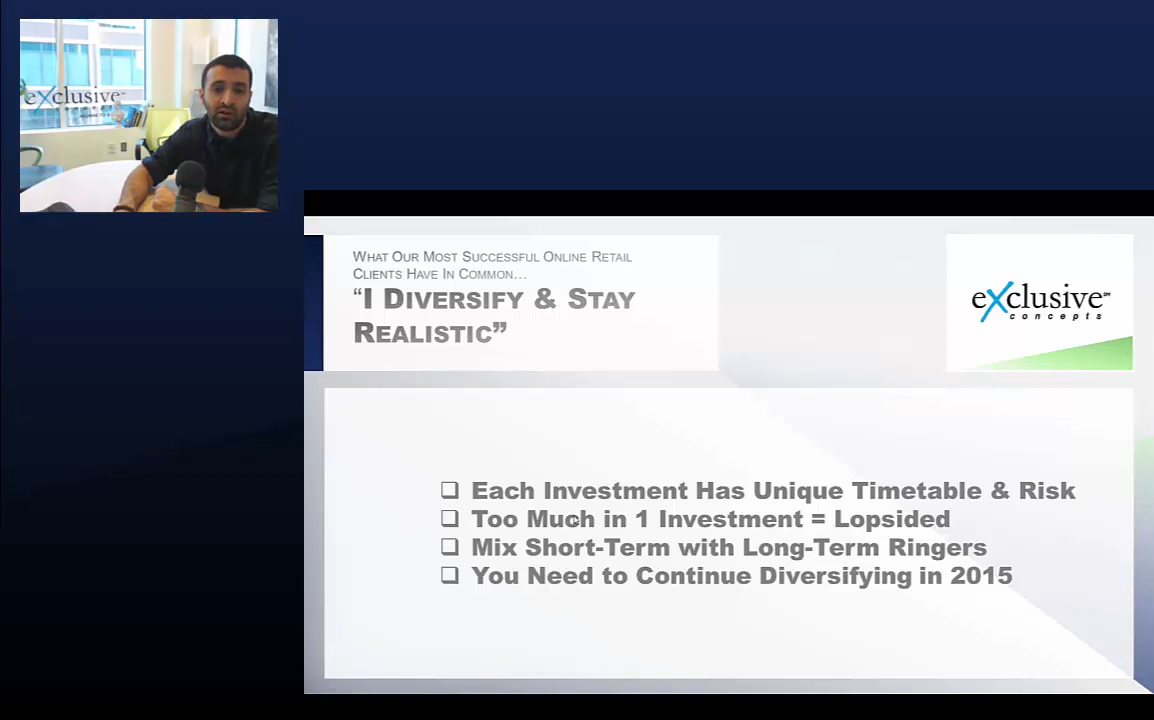 eXclusive
WHAT OUR MOST SUCCESSFUL ONLINE RETAIL
CLIENTS HAVE IN COMMON…
“I DIVERSIFY & STAY
REALISTIC”
eXclusive℠
concepts
❑ Each Investment Has Unique Timetable & Risk
❑ Too Much in 1 Investment = Lopsided
❑ Mix Short-Term with Long-Term Ringers
❑ You Need to Continue Diversifying in 2015